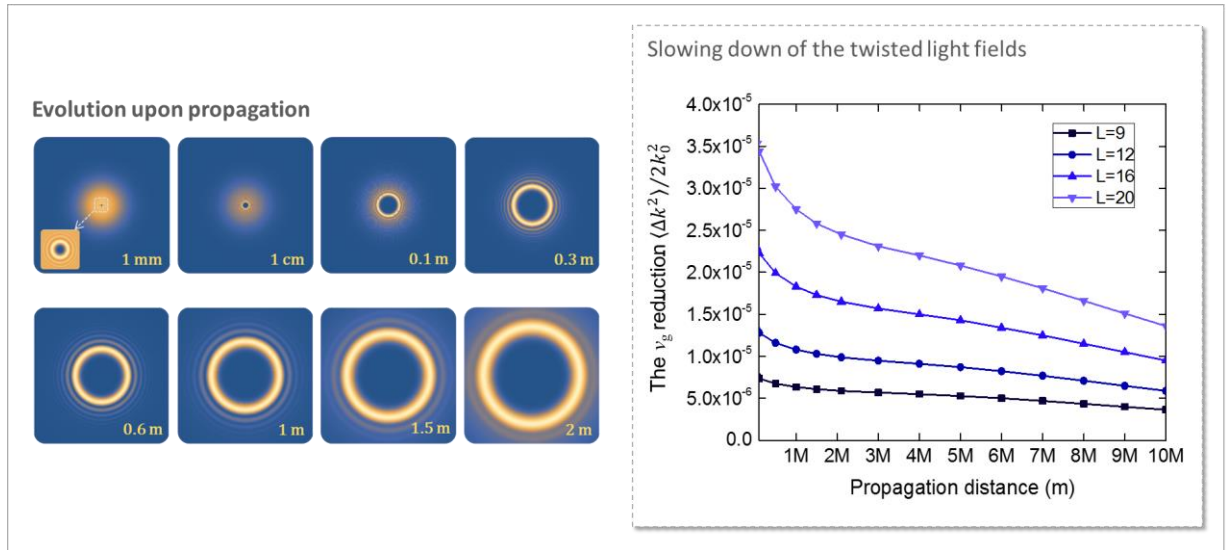 Evolution upon propagation
1 mm
1 cm
0.1 m
0.3 m
0.6 m
1 m
1.5 m
2 m
Slowing down of the twisted light fields
The v_g reduction ⟨Δk²⟩/2k₀²
4.0x10⁻⁵
3.5x10⁻⁵
3.0x10⁻⁵
2.5x10⁻⁵
2.0x10⁻⁵
1.5x10⁻⁵
1.0x10⁻⁵
5.0x10⁻⁶
0.0
L=9
L=12
L=16
L=20
1M 2M 3M 4M 5M 6M 7M 8M 9M 10M
Propagation distance (m)